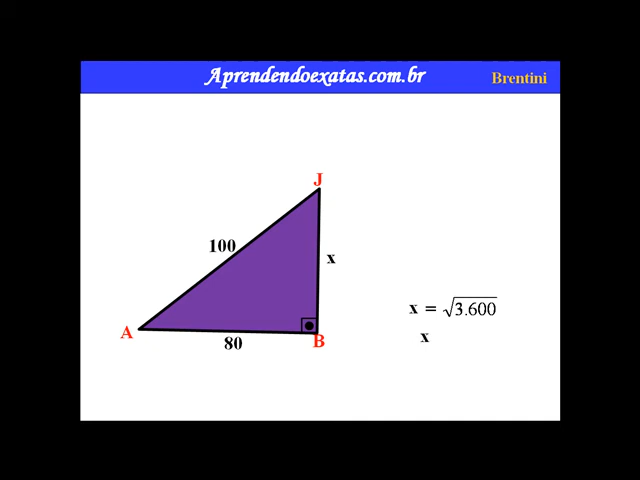 Aprendendoexatas.com.br
Brentini
J
100
x
A
80
B
x = √3.600
x